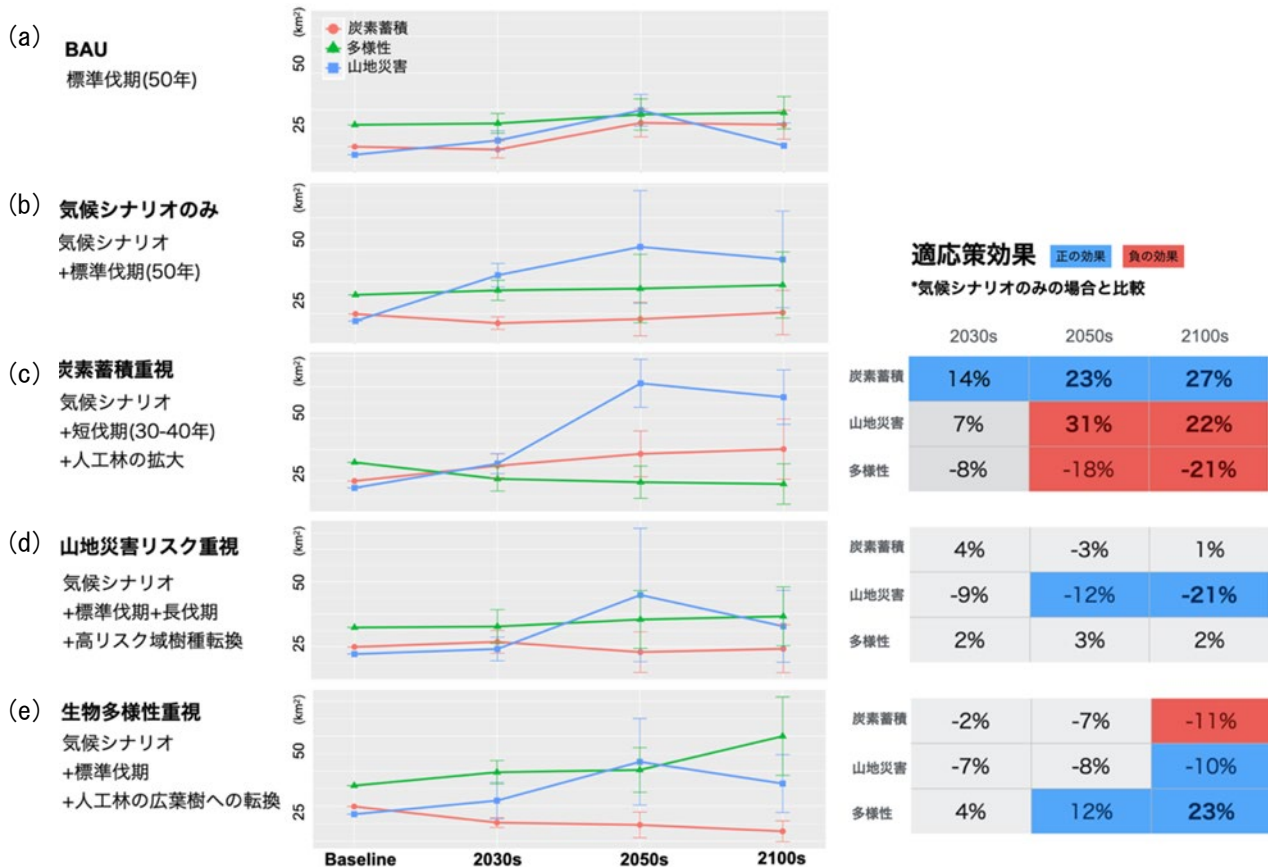 (a)
BAU
標準伐期(50年)
(km²)
50
25
炭素蓄積
多様性
山地災害
(b)
気候シナリオのみ
気候シナリオ
+標準伐期(50年)
(km²)
50
25
(c)
炭素蓄積重視
気候シナリオ
+短伐期(30-40年)
+人工林の拡大
(km²)
50
25
(d)
山地災害リスク重視
気候シナリオ
+標準伐期+長伐期
+高リスク域樹種転換
(km²)
50
25
(e)
生物多様性重視
気候シナリオ
+標準伐期
+人工林の広葉樹への転換
(km²)
50
25
Baseline 2030s 2050s 2100s
適応策効果 正の効果 負の効果
*気候シナリオのみの場合と比較
2030s 2050s 2100s
炭素蓄積 14% 23% 27%
山地災害 7% 31% 22%
多様性 -8% -18% -21%
炭素蓄積 4% -3% 1%
山地災害 -9% -12% -21%
多様性 2% 3% 2%
炭素蓄積 -2% -7% -11%
山地災害 -7% -8% -10%
多様性 4% 12% 23%